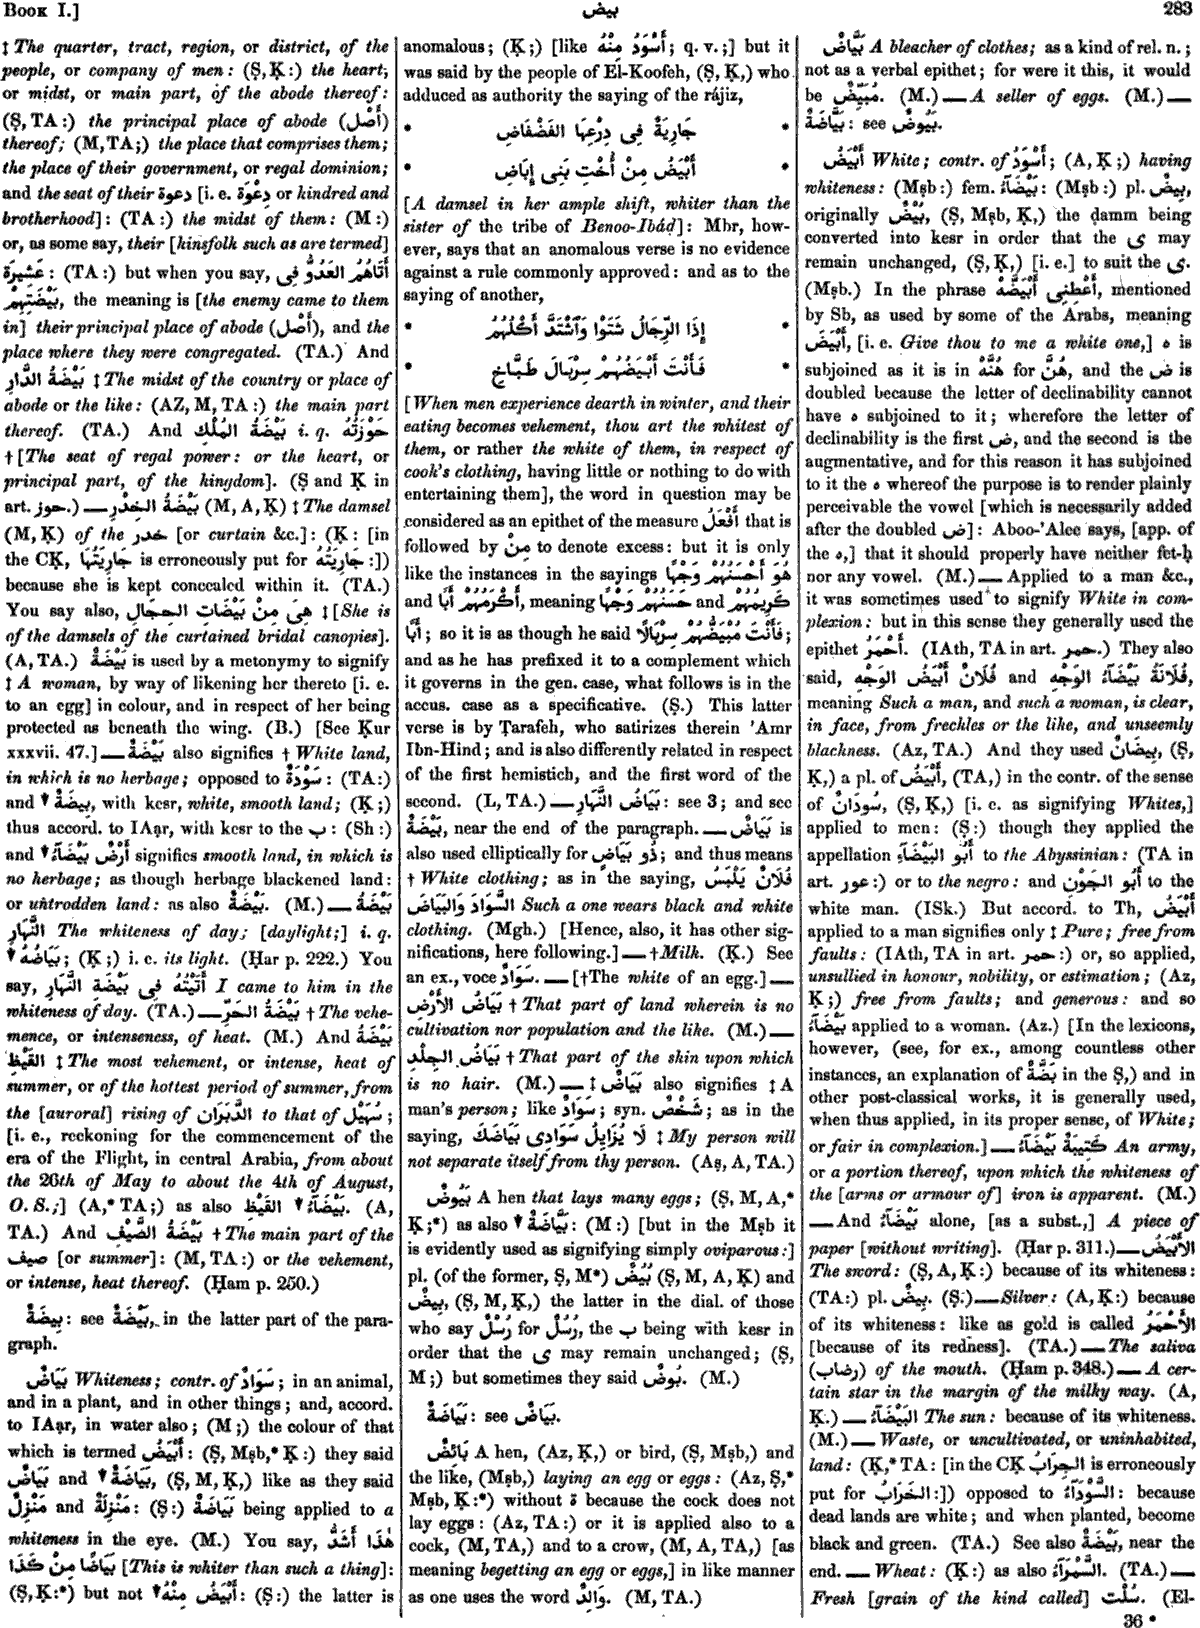 BOOK I.]
بيض
283
‡ The quarter, tract, region, or district, of the
people, or company of men: (Ṣ, Ḳ:) the heart,
or midst, or main part, of the abode thereof:
(Ṣ, TA:) the principal place of abode (أَصْل)
thereof; (M, TA;) the place that comprises them;
the place of their government, or regal dominion;
and the seat of their دعوة [i. e. دِعْوَة or kindred and
brotherhood]: (TA:) the midst of them: (M:)
or, as some say, their [kinsfolk such as are termed]
عَشِيرَة: (TA:) but when you say, أَتَاهُمُ العَدُوُّ فِى
بَيْضَتِهِمْ, the meaning is [the enemy came to them
in] their principal place of abode (أَصْل), and the
place where they were congregated. (TA.) And
بَيْضَةُ الدَّارِ ‡ The midst of the country or place of
abode or the like: (AZ, M, TA:) the main part
thereof. (TA.) And بَيْضَةُ المُلْكِ i. q. حَوْزَتُهُ
† [The seat of regal power: or the heart, or
principal part, of the kingdom]. (Ṣ and Ḳ in
art. حوز.) — بَيْضَةُ الخِدْرِ (M, A, Ḳ) ‡ The damsel
(M, Ḳ) of the خدر [or curtain &c.]: (Ḳ: [in
the CḲ, جَارِيَتُهَا is erroneously put for جَارِيَتُهُ:])
because she is kept concealed within it. (TA.)
You say also, هِىَ مِنْ بَيْضَاتِ الحِجَالِ ‡ [She is
of the damsels of the curtained bridal canopies].
(A, TA.) بَيْضَةٌ is used by a metonymy to signify
‡ A woman, by way of likening her thereto [i. e.
to an egg] in colour, and in respect of her being
protected as beneath the wing. (B.) [See Ḳur
xxxvii. 47.] — بَيْضَةٌ also signifies † White land,
in which is no herbage; opposed to سَوْدَةٌ: (TA:)
and ▼ بِيضَةٌ, with kesr, white, smooth land; (Ḳ;)
thus accord. to IAạr, with kesr to the ب: (Sh:)
and ▼ أَرْضٌ بَيْضَآءُ signifies smooth land, in which is
no herbage; as though herbage blackened land:
or untrodden land: as also بَيْضَةٌ. (M.) — بَيْضَةُ
النَّهَارِ The whiteness of day; [daylight;] i. q.
▼ بَيَاضُهُ; (Ḳ;) i. e. its light. (Ḥar p. 222.) You
say, أَتَيْتُهُ فِى بَيْضَةِ النَّهَارِ I came to him in the
whiteness of day. (TA.) — بَيْضَةُ الحَرِّ † The vehe-
mence, or intenseness, of heat. (M.) And بَيْضَةُ
القَيْظِ ‡ The most vehement, or intense, heat of
summer, or of the hottest period of summer, from
the [auroral] rising of الدَّبَرَان to that of سُهَيْل;
[i. e., reckoning for the commencement of the
era of the Flight, in central Arabia, from about
the 26th of May to about the 4th of August,
O. S.;] (A,* TA;) as also ▼ بَيْضَآءُ القَيْظِ. (A,
TA.) And بَيْضَةُ الصَّيْفِ † The main part of the
صيف [or summer]: (M, TA:) or the vehement,
or intense, heat thereof. (Ḥam p. 250.)
بِيضَةٌ: see بَيْضَةٌ, in the latter part of the para-
graph.
بَيَاضٌ Whiteness; contr. of سَوَادٌ; in an animal,
and in a plant, and in other things; and, accord.
to IAạr, in water also; (M;) the colour of that
which is termed أَبْيَضُ: (Ṣ, Mṣb,* Ḳ:) they said
بَيَاضٌ and ▼ بَيَاضَةٌ, (Ṣ, M, Ḳ,) like as they said
مَنْزِلٌ and مَنْزِلَةٌ: (Ṣ:) بَيَاضَةٌ being applied to a
whiteness in the eye. (M.) You say, هٰذَا أَشَدُّ
بَيَاضًا مِنْ كَذَا [This is whiter than such a thing]:
(Ṣ, Ḳ:*) but not ▼ أَبْيَضُ مِنْهُ: (Ṣ:) the latter is
anomalous; (Ḳ;) [like أَسْوَدُ مِنْهُ; q. v.;] but it
was said by the people of El-Koofeh, (Ṣ, Ḳ,) who
adduced as authority the saying of the rájiz,
* جَارِيَةٌ فِى دِرْعِهَا الفَضْفَاضِ *
* أَبْيَضُ مِنْ أُخْتِ بَنِى إِبَاضِ *
[A damsel in her ample shift, whiter than the
sister of the tribe of Benoo-Ibáḍ]: Mbr, how-
ever, says that an anomalous verse is no evidence
against a rule commonly approved: and as to the
saying of another,
* إِذَا الرِّجَالُ شَتَوْا وَٱشْتَدَّ أَكْلُهُمُ *
* فَأَنْتَ أَبْيَضُهُمْ سِرْبَالَ طَبَّاخِ *
[When men experience dearth in winter, and their
eating becomes vehement, thou art the whitest of
them, or rather the white of them, in respect of
cook's clothing, having little or nothing to do with
entertaining them], the word in question may be
considered as an epithet of the measure أَفْعَلُ that is
followed by مِنْ to denote excess: but it is only
like the instances in the sayings هُوَ أَحْسَنُهُمْ وَجْهًا
and أَكْرَمُهُمْ أَبًا, meaning حَسَنُهُمْ وَجْهًا and كَرِيمُهُمْ
أَبًا; so it is as though he said فَأَنْتَ مُبْيَضُّهُمْ سِرْبَالًا;
and as he has prefixed it to a complement which
it governs in the gen. case, what follows is in the
accus. case as a specificative. (Ṣ.) This latter
verse is by Ṭarafeh, who satirizes therein 'Amr
Ibn-Hind; and is also differently related in respect
of the first hemistich, and the first word of the
second. (L, TA.) — بَيَاضُ النَّهَارِ: see 3; and see
بَيْضَةٌ, near the end of the paragraph. — بَيَاضٌ is
also used elliptically for ذُو بَيَاضٍ; and thus means
† White clothing; as in the saying, فُلَانٌ يَلْبَسُ
السَّوَادَ وَالبَيَاضَ Such a one wears black and white
clothing. (Mgh.) [Hence, also, it has other sig-
nifications, here following.] — † Milk. (Ḳ.) See
an ex., voce سَوَادٌ. — [† The white of an egg.] —
بَيَاضُ الأَرْضِ † That part of land wherein is no
cultivation nor population and the like. (M.) —
بَيَاضُ الجِلْدِ † That part of the skin upon which
is no hair. (M.) — ‡ بَيَاضٌ also signifies ‡ A
man's person; like سَوَادٌ; syn. شَخْصٌ; as in the
saying, لَا يُزَايِلُ سَوَادِى بَيَاضَكَ ‡ My person will
not separate itself from thy person. (Aṣ, A, TA.)
بَيُوضٌ A hen that lays many eggs; (Ṣ, M, A,*
Ḳ;*) as also ▼ بَيَّاضَةٌ: (M:) [but in the Mṣb it
is evidently used as signifying simply oviparous:]
pl. (of the former, Ṣ, M*) بُيُضٌ (Ṣ, M, A, Ḳ) and
بِيضٌ, (Ṣ, M, Ḳ,) the latter in the dial. of those
who say رُسْلٌ for رُسُلٌ, the ب being with kesr in
order that the ى may remain unchanged; (Ṣ,
M;) but sometimes they said بُوضٌ. (M.)
بَيَاضَةٌ: see بَيَاضٌ.
بَائِضٌ A hen, (Az, Ḳ,) or bird, (Ṣ, Mṣb,) and
the like, (Mṣb,) laying an egg or eggs: (Az, Ṣ,*
Mṣb, Ḳ:*) without ة because the cock does not
lay eggs: (Az, TA:) or it is applied also to a
cock, (M, TA,) and to a crow, (M, A, TA,) [as
meaning begetting an egg or eggs,] in like manner
as one uses the word وَالِدٌ. (M, TA.)
بَيَّاضٌ A bleacher of clothes; as a kind of rel. n.;
not as a verbal epithet; for were it this, it would
be مُبَيِّضٌ. (M.) — A seller of eggs. (M.) —
بَيَّاضَةٌ: see بَيُوضٌ.
أَبْيَضُ White; contr. of أَسْوَدُ; (A, Ḳ;) having
whiteness: (Mṣb:) fem. بَيْضَآءُ: (Mṣb:) pl. بِيضٌ,
originally بُيْضٌ, (Ṣ, Mṣb, Ḳ,) the ḍamm being
converted into kesr in order that the ى may
remain unchanged, (Ṣ, Ḳ,) [i. e.] to suit the ى.
(Mṣb.) In the phrase أَعْطِنِى أَبْيَضَّهْ, mentioned
by Sb, as used by some of the Arabs, meaning
أَبْيَضَ, [i. e. Give thou to me a white one,] ه is
subjoined as it is in هُنَّهْ for هُنَّ, and the ض is
doubled because the letter of declinability cannot
have ه subjoined to it; wherefore the letter of
declinability is the first ض, and the second is the
augmentative, and for this reason it has subjoined
to it the ه whereof the purpose is to render plainly
perceivable the vowel [which is necessarily added
after the doubled ض]: Aboo-'Alee says, [app. of
the ه,] that it should properly have neither fet-ḥ
nor any vowel. (M.) — Applied to a man &c.,
it was sometimes used to signify White in com-
plexion: but in this sense they generally used the
epithet أَحْمَرُ. (IAth, TA in art. حمر.) They also
said, فُلَانٌ أَبْيَضُ الوَجْهِ and فُلَانَةُ بَيْضَآءُ الوَجْهِ,
meaning Such a man, and such a woman, is clear,
in face, from freckles or the like, and unseemly
blackness. (Az, TA.) And they used بِيضَانٌ, (Ṣ,
Ḳ,) a pl. of أَبْيَضُ, (TA,) in the contr. of the sense
of سُودَانٌ, (Ṣ, Ḳ,) [i. e. as signifying Whites,]
applied to men: (Ṣ:) though they applied the
appellation أَبُو البَيْضَآءِ to the Abyssinian: (TA in
art. عور:) or to the negro: and أَبُو الجَوْنِ to the
white man. (ISk.) But accord. to Th, أَبْيَضُ
applied to a man signifies only ‡ Pure; free from
faults: (IAth, TA in art. حمر:) or, so applied,
unsullied in honour, nobility, or estimation; (Az,
Ḳ;) free from faults; and generous: and so
بَيْضَآءُ applied to a woman. (Az.) [In the lexicons,
however, (see, for ex., among countless other
instances, an explanation of بَضَّةٌ in the Ṣ,) and in
other post-classical works, it is generally used,
when thus applied, in its proper sense, of White;
or fair in complexion.] — كَتِيبَةٌ بَيْضَآءُ An army,
or a portion thereof, upon which the whiteness of
the [arms or armour of] iron is apparent. (M.)
— And بَيْضَآءُ alone, [as a subst.,] A piece of
paper [without writing]. (Ḥar p. 311.) — الأَبْيَضُ
The sword: (Ṣ, A, Ḳ:) because of its whiteness:
(TA:) pl. بِيضٌ. (Ṣ.) — Silver: (A, Ḳ:) because
of its whiteness: like as gold is called الأَحْمَرُ
[because of its redness]. (TA.) — The saliva
(رضاب) of the mouth. (Ḥam p. 348.) — A cer-
tain star in the margin of the milky way. (A,
Ḳ.) — البَيْضَآءُ The sun: because of its whiteness.
(M.) — Waste, or uncultivated, or uninhabited,
land: (Ḳ,* TA: [in the CḲ الجِرَابُ is erroneously
put for الخَرَابُ:]) opposed to السَّوْدَآءُ: because
dead lands are white; and when planted, become
black and green. (TA.) See also بَيْضَةٌ, near the
end. — Wheat: (Ḳ:) as also السَّمْرَآءُ. (TA.) —
Fresh [grain of the kind called] سُلْت. (El-
36 *